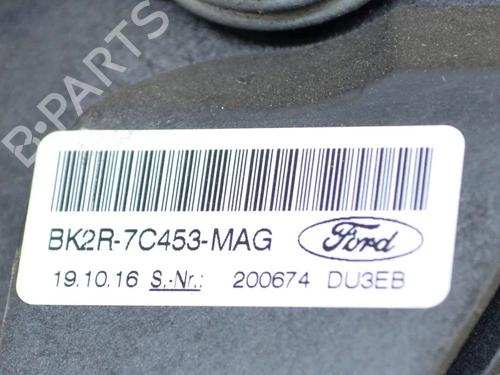 B-PARTS
BK2R-7C453-MAG Ford
19.10.16 S.-Nr.: 200674 DU3EB